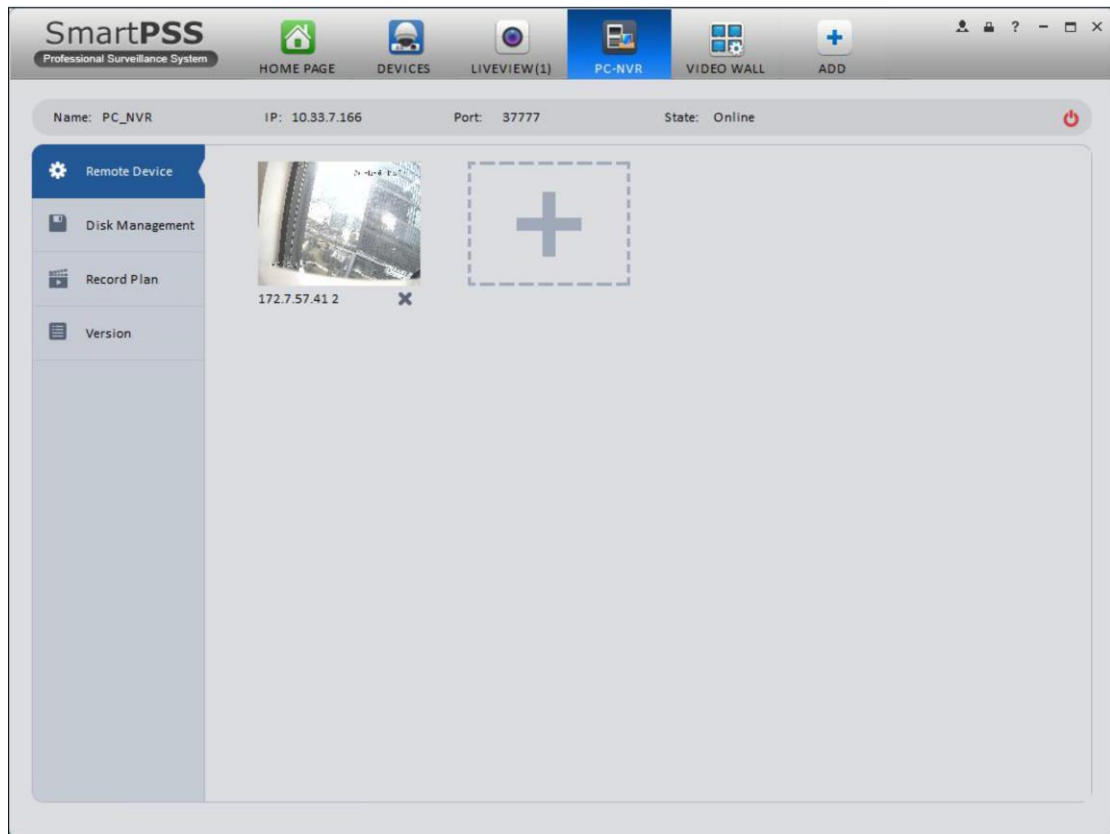 SmartPSS
Professional Surveillance System
HOME PAGE
DEVICES
LIVEVIEW(1)
PC-NVR
VIDEO WALL
ADD
?
Name: PC_NVR IP: 10.33.7.166 Port: 37777 State: Online
Remote Device
Disk Management
Record Plan
Version
172.7.57.41 2